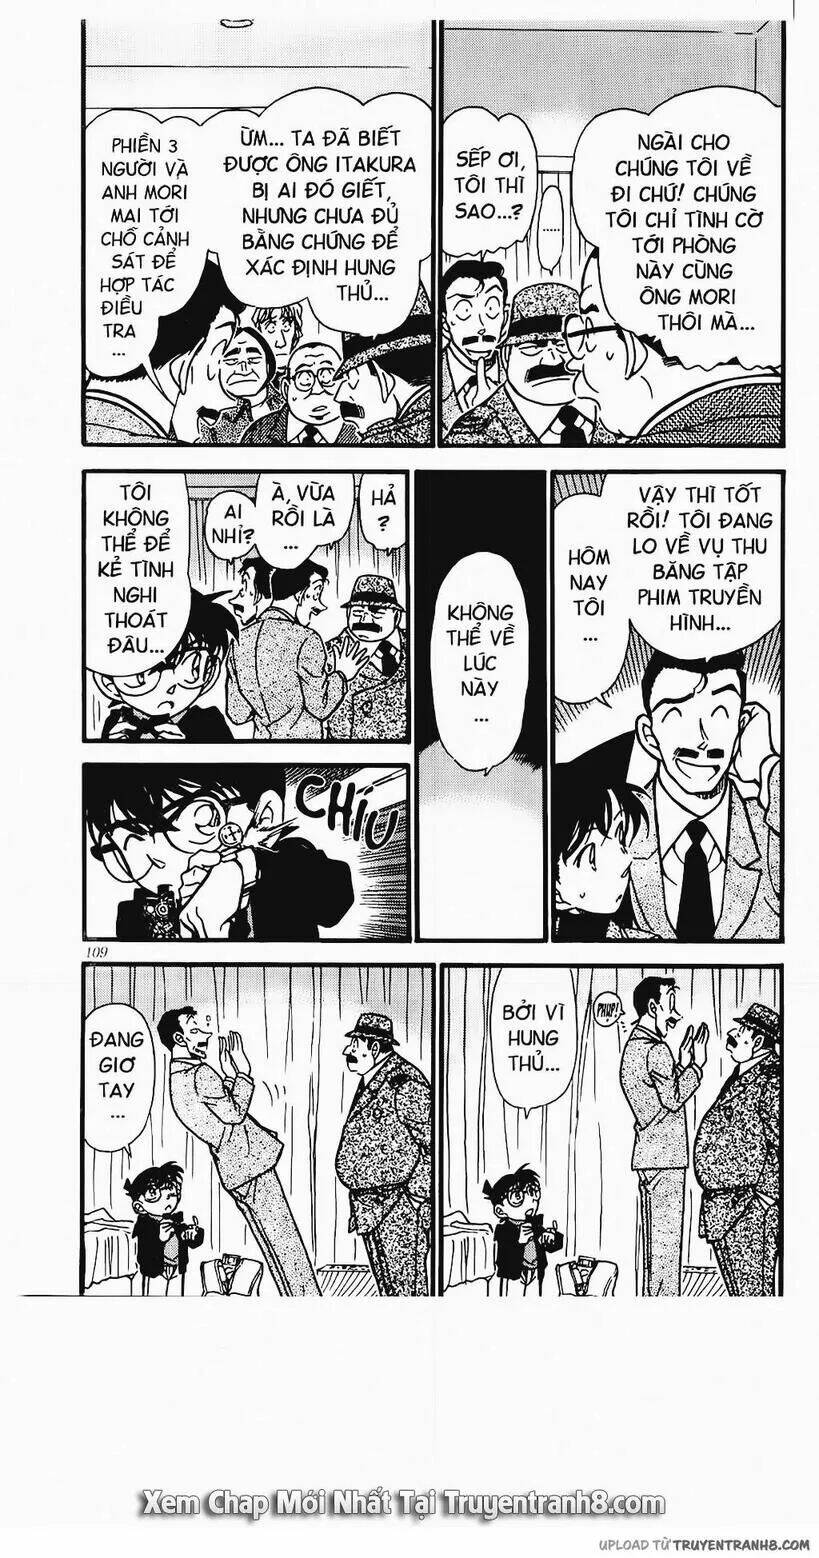 NGÀI CHO
CHÚNG TÔI VỀ
ĐI CHỨ! CHÚNG
TÔI CHỈ TÌNH CỜ
TỚI PHÒNG
NÀY CÙNG
ÔNG MORI
THÔI MÀ...
......
SẾP ƠI,
TÔI THÌ
SAO...?
ỪM... TA ĐÃ BIẾT
ĐƯỢC ÔNG ITAKURA
BỊ AI ĐÓ GIẾT,
NHƯNG CHƯA ĐỦ
BẰNG CHỨNG ĐỂ
XÁC ĐỊNH HUNG
THỦ...
PHIỀN 3
NGƯỜI VÀ
ANH MORI
MAI TỚI
CHỖ CẢNH
SÁT ĐỂ
HỢP TÁC
ĐIỀU
TRA
...
VẬY THÌ TỐT
RỒI! TÔI ĐANG
LO VỀ VỤ THU
BĂNG TẬP
PHIM TRUYỀN
HÌNH...
HÔM
NAY
TÔI
...
KHÔNG
THỂ VỀ
LÚC
NÀY
...
HẢ
?
À, VỪA
RỒI LÀ
...
AI
NHỈ?
TÔI
KHÔNG
THỂ ĐỂ
KẺ TÌNH
NGHI
THOÁT
ĐÂU...
CHÍU
109
PHỤP!
BỞI VÌ
HUNG
THỦ...
ĐANG
GIƠ
TAY
...
Xem Chap Mới Nhất Tại Truyentranh8.com
UPLOAD TỪ TRUYENTRANH8.COM